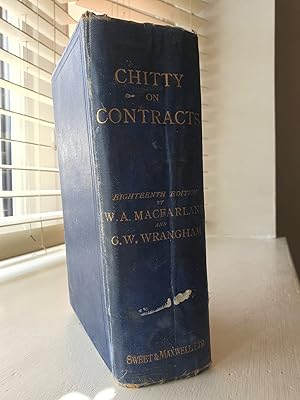 CHITTY
ON
CONTRACTS
EIGHTEENTH EDITION
BY
W.A. MACFARLANE
AND
G.W. WRANGHAM
SWEET & MAXWELL, LTD.